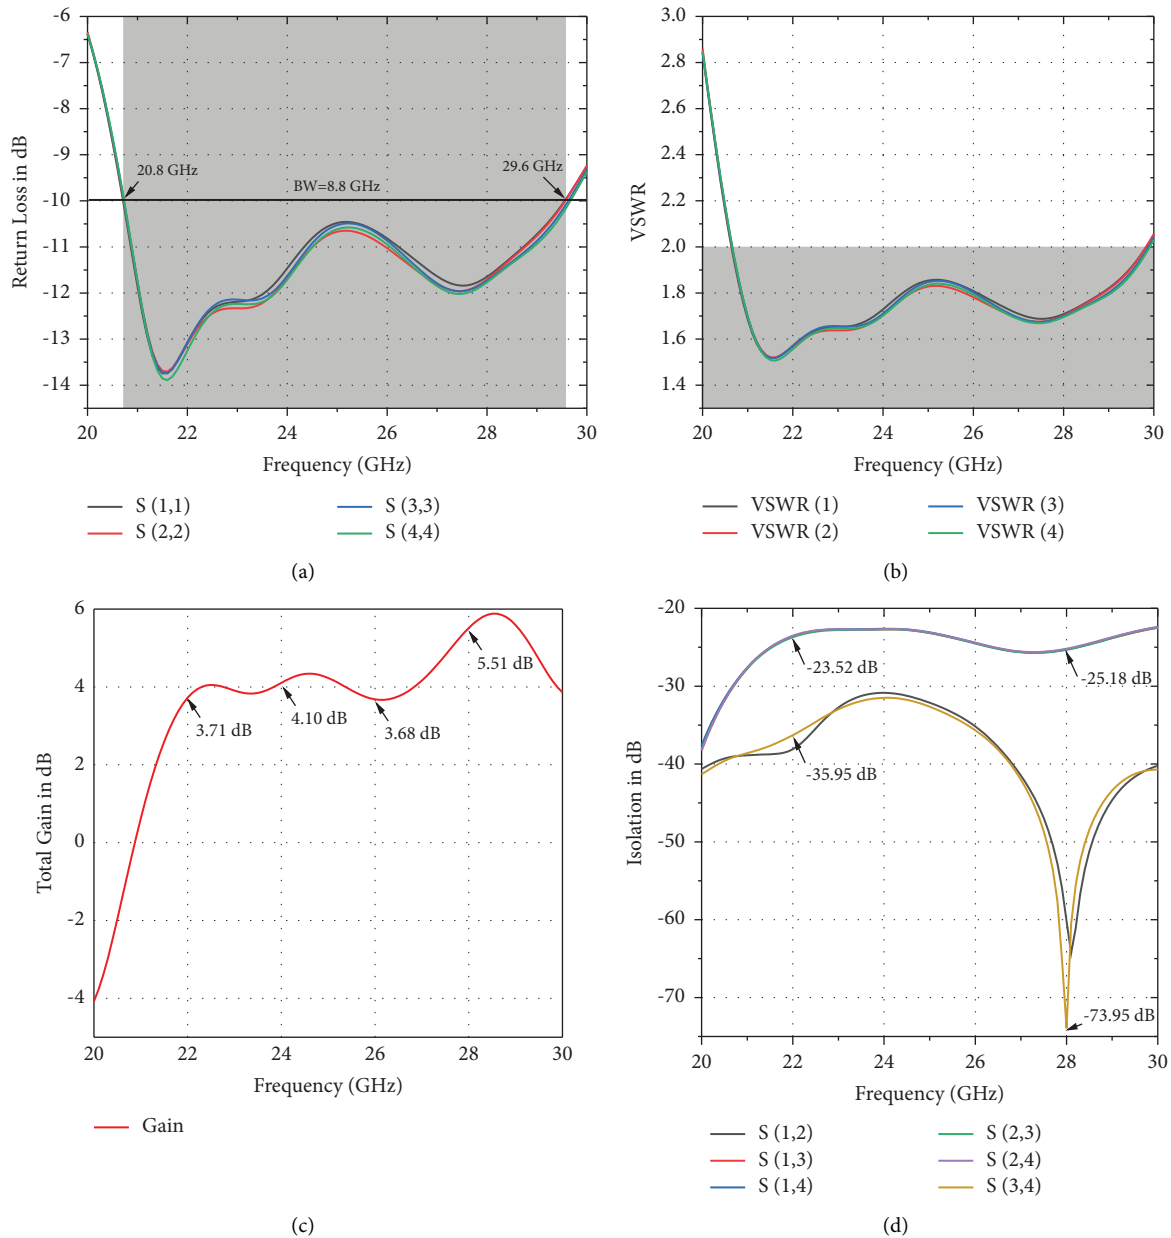 -6
-7
-8
-9
-10
-11
-12
-13
-14
Return Loss in dB
20.8 GHz
BW=8.8 GHz
29.6 GHz
20 22 24 26 28 30
Frequency (GHz)
S (1,1) S (3,3)
S (2,2) S (4,4)
(a)
3.0
2.8
2.6
2.4
2.2
2.0
1.8
1.6
1.4
VSWR
20 22 24 26 28 30
Frequency (GHz)
VSWR (1) VSWR (3)
VSWR (2) VSWR (4)
(b)
6
4
2
0
-2
-4
Total Gain in dB
3.71 dB
4.10 dB
3.68 dB
5.51 dB
20 22 24 26 28 30
Frequency (GHz)
Gain
(c)
-20
-30
-40
-50
-60
-70
Isolation in dB
-23.52 dB
-25.18 dB
-35.95 dB
-73.95 dB
20 22 24 26 28 30
Frequency (GHz)
S (1,2) S (2,3)
S (1,3) S (2,4)
S (1,4) S (3,4)
(d)